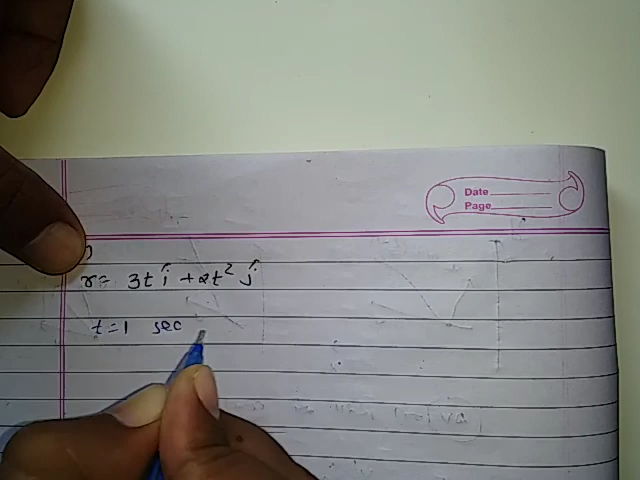 Date
Page
r = 3t î + 2t² ĵ
t = 1 sec